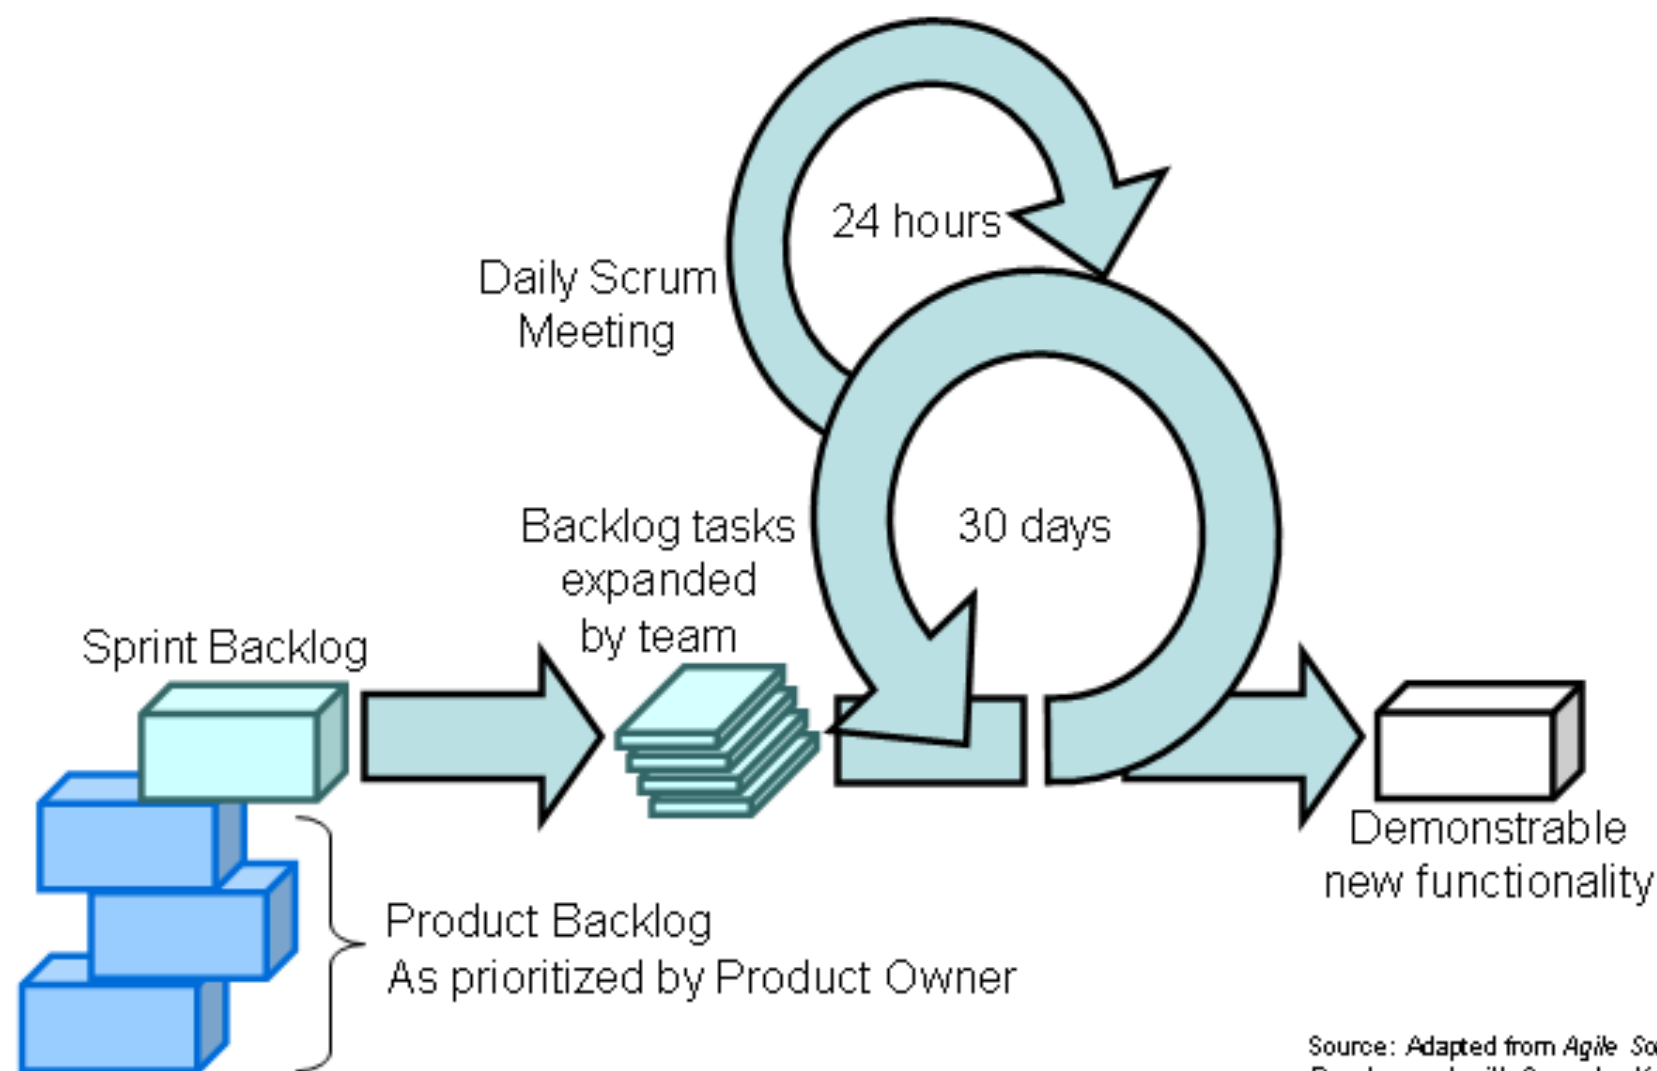 24 hours
Daily Scrum
Meeting
Backlog tasks
expanded
by team
30 days
Sprint Backlog
Demonstrable
new functionality
Product Backlog
As prioritized by Product Owner
Source: Adapted from Agile